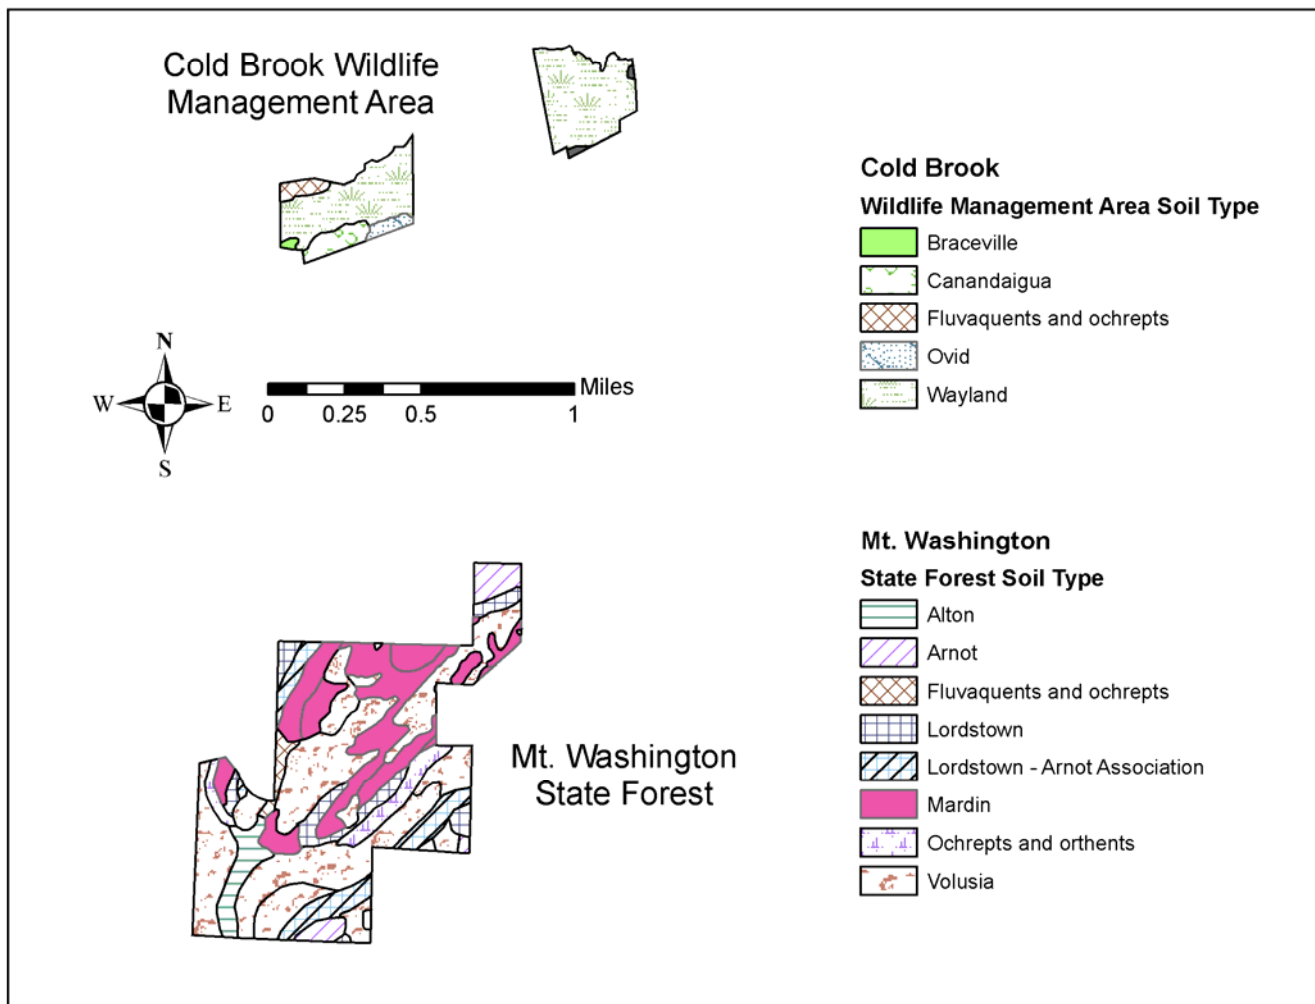 Cold Brook Wildlife
Management Area
N
W
E
S
Miles
0
0.25
0.5
1
Mt. Washington
State Forest
Cold Brook
Wildlife Management Area Soil Type
Braceville
Canandaigua
Fluvaquents and ochrepts
Ovid
Wayland
Mt. Washington
State Forest Soil Type
Alton
Arnot
Fluvaquents and ochrepts
Lordstown
Lordstown - Arnot Association
Mardin
Ochrepts and orthents
Volusia